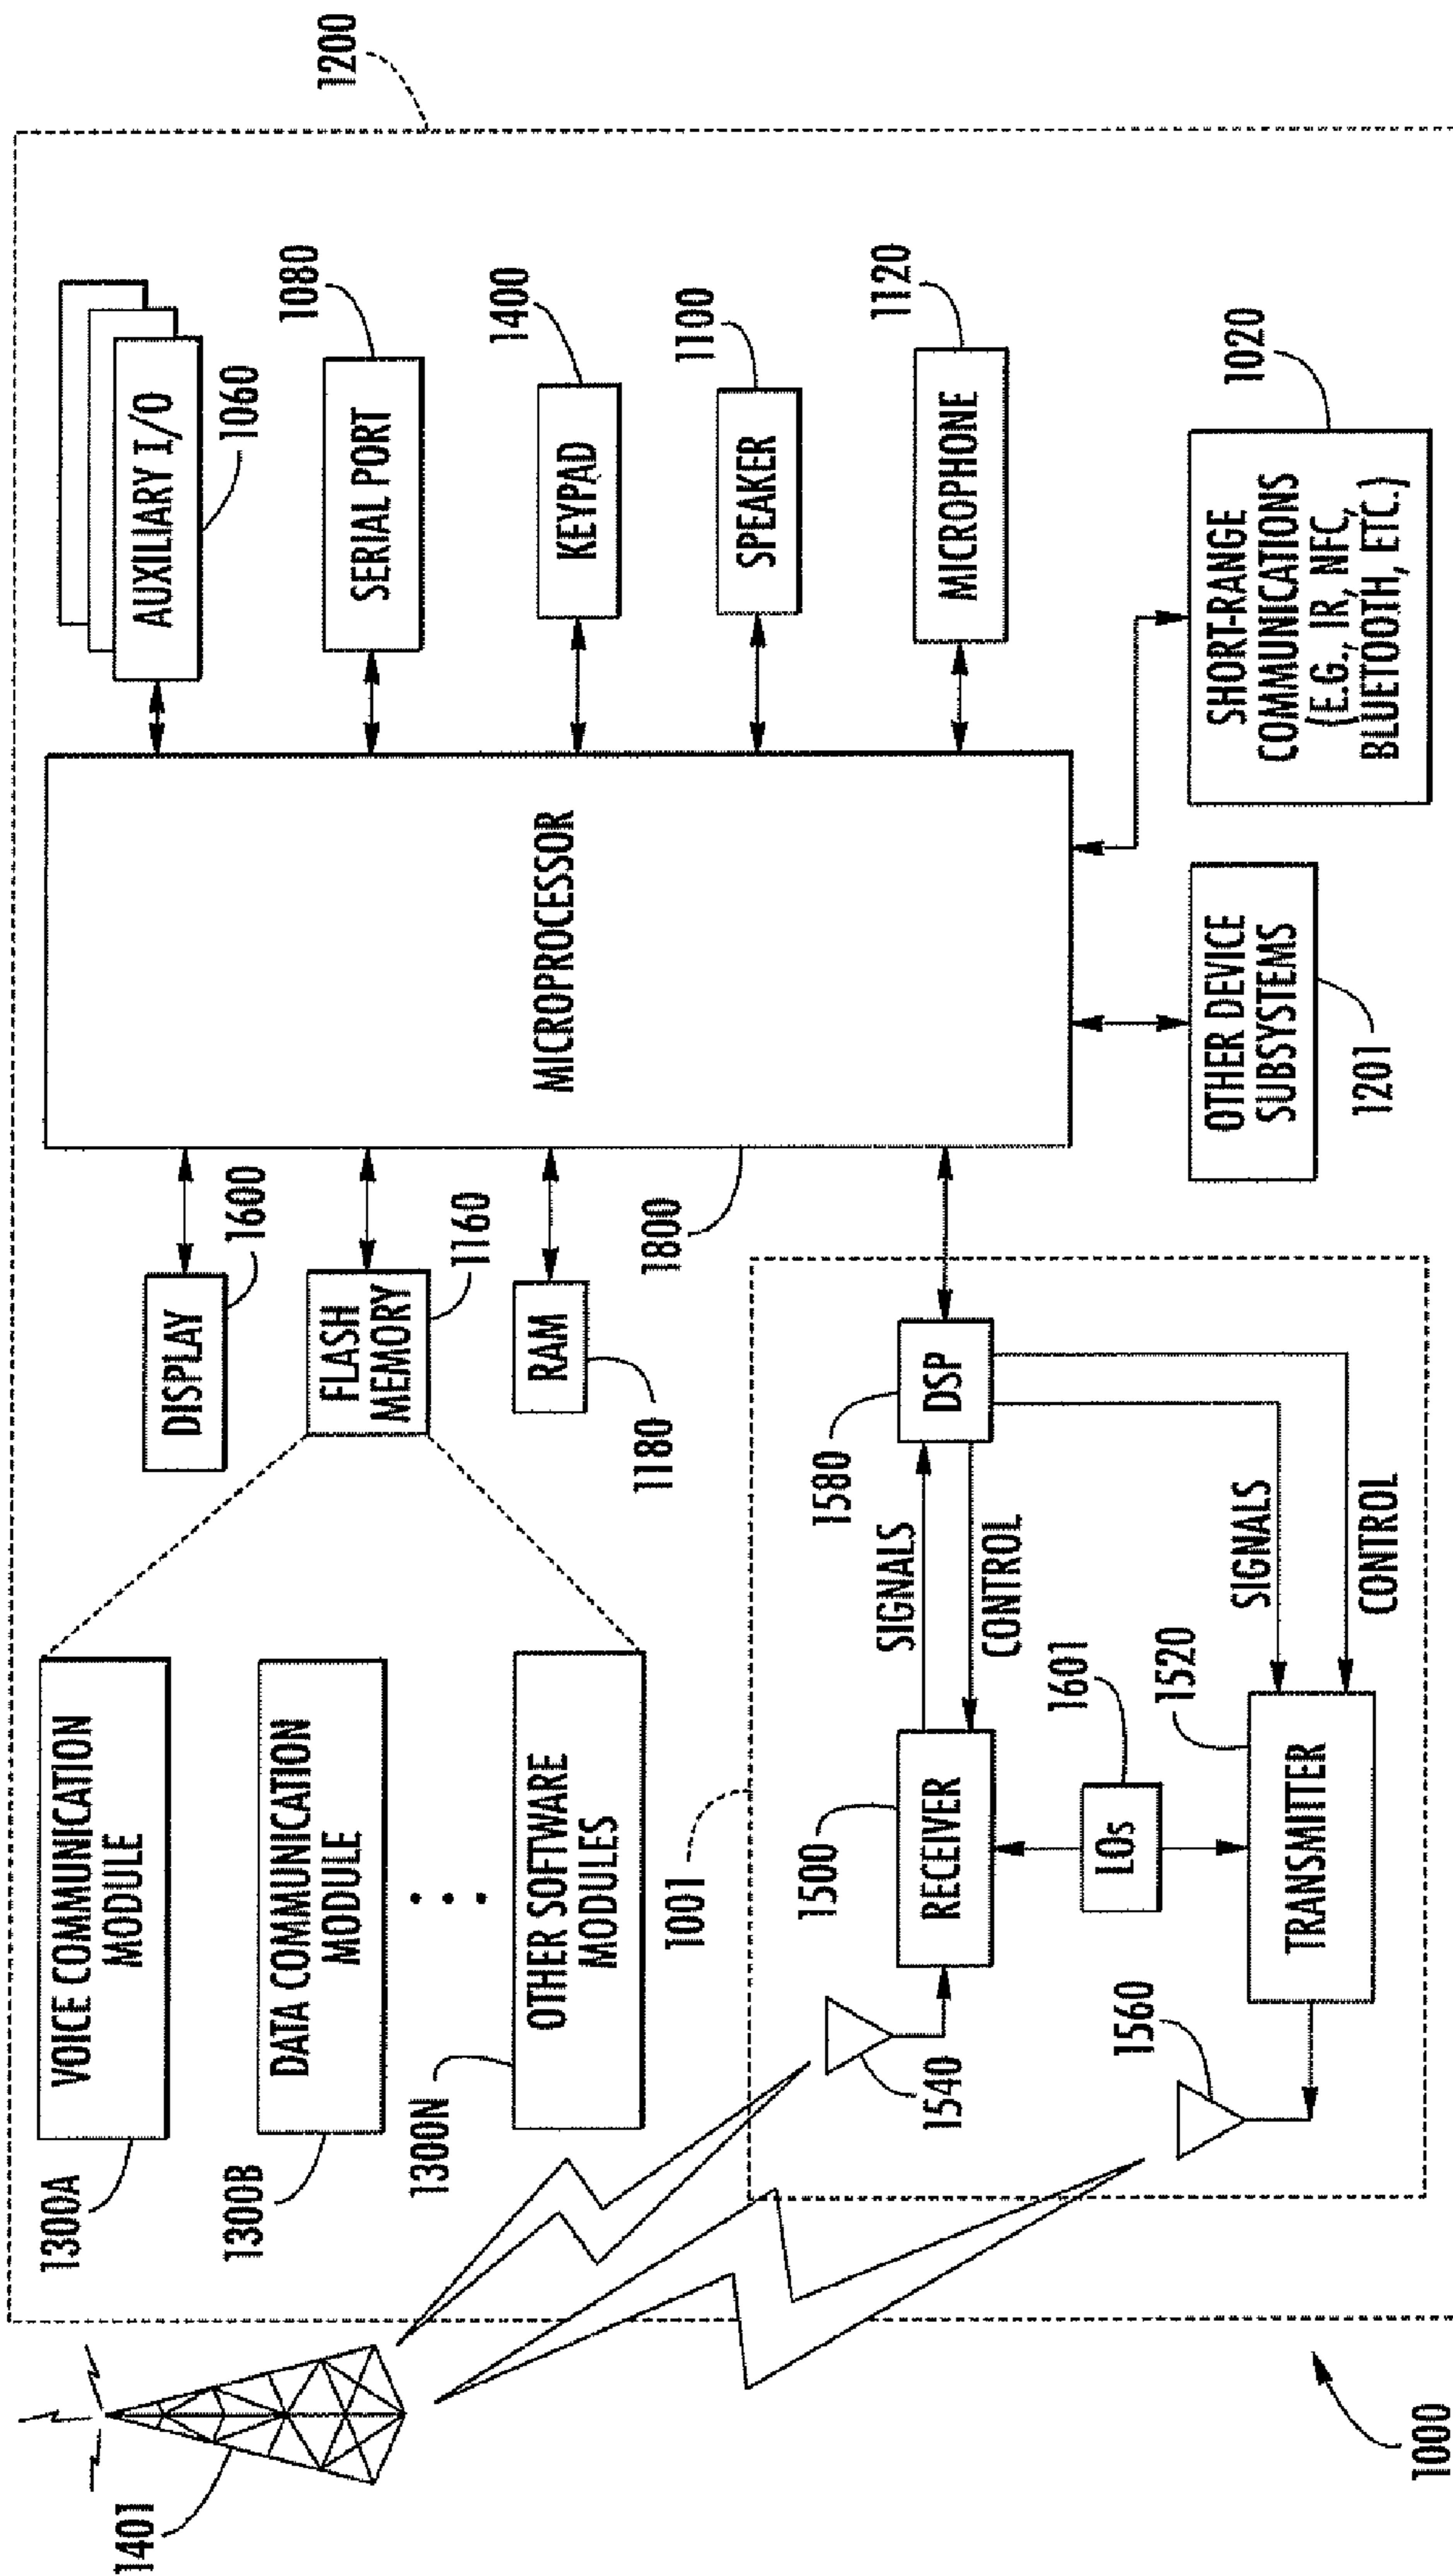 1200
VOICE COMMUNICATION
MODULE
1300A
DISPLAY
1600
AUXILIARY I/O
1060
DATA COMMUNICATION
MODULE
1300B
FLASH
MEMORY
1160
SERIAL PORT
1080
OTHER SOFTWARE
MODULES
1300N
RAM
1180
MICROPROCESSOR
1800
KEYPAD
1400
SPEAKER
1100
MICROPHONE
1120
1401
1001
1540
RECEIVER
1500
SIGNALS
CONTROL
DSP
1580
LOs
1601
1560
TRANSMITTER
1520
SIGNALS
CONTROL
OTHER DEVICE
SUBSYSTEMS
1201
SHORT-RANGE
COMMUNICATIONS
(E.G., IR, NFC,
BLUETOOTH, ETC.)
1020
1000